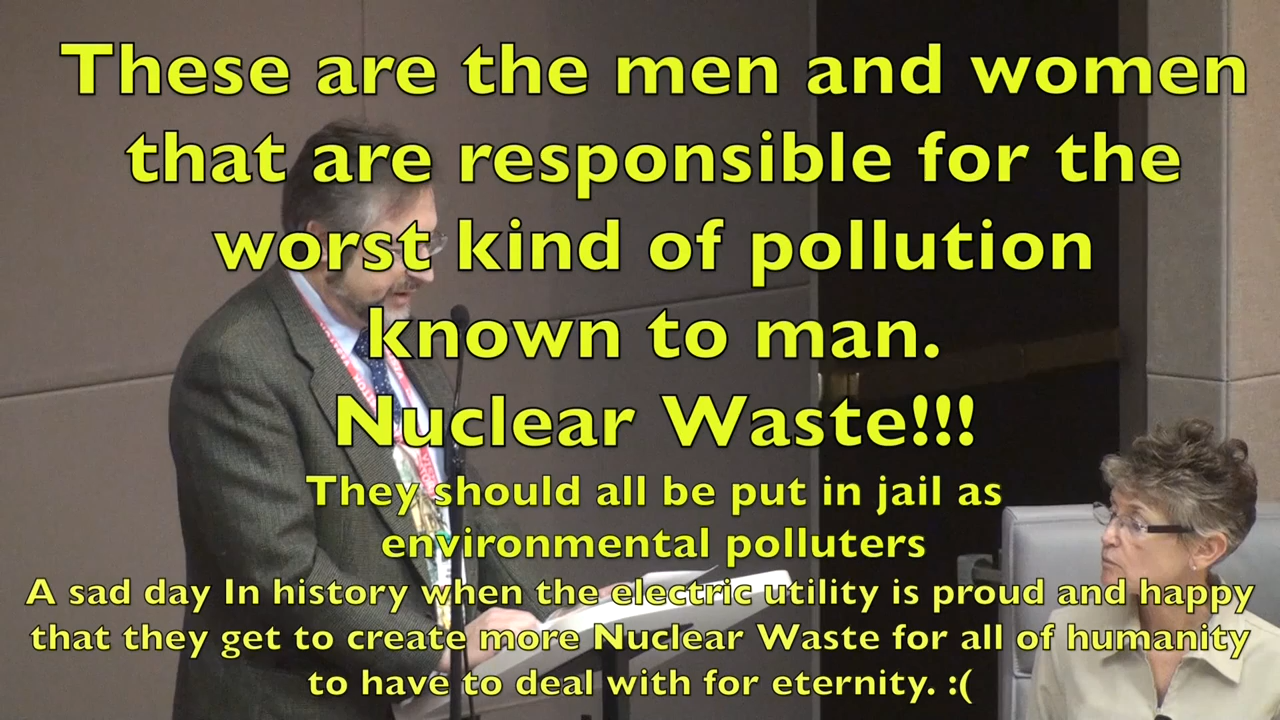 These are the men and women
that are responsible for the
worst kind of pollution
known to man.
Nuclear Waste!!!
They should all be put in jail as
environmental polluters
A sad day In history when the electric utility is proud and happy
that they get to create more Nuclear Waste for all of humanity
to have to deal with for eternity. :(